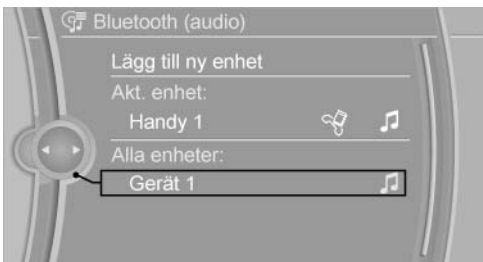 Bluetooth (audio)
Lägg till ny enhet
Akt. enhet:
Handy 1
Alla enheter:
Gerät 1